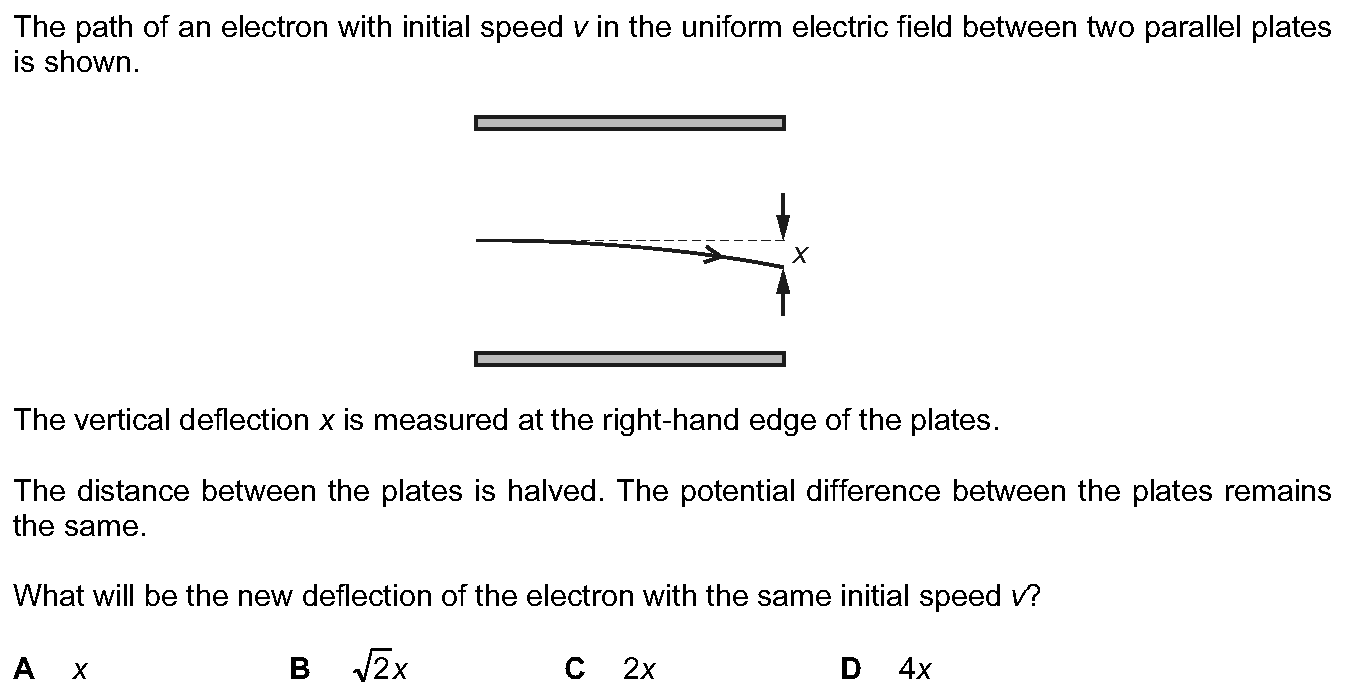 The path of an electron with initial speed v in the uniform electric field between two parallel plates
is shown.
x
The vertical deflection x is measured at the right-hand edge of the plates.
The distance between the plates is halved. The potential difference between the plates remains
the same.
What will be the new deflection of the electron with the same initial speed v?
A x B √2x C 2x D 4x